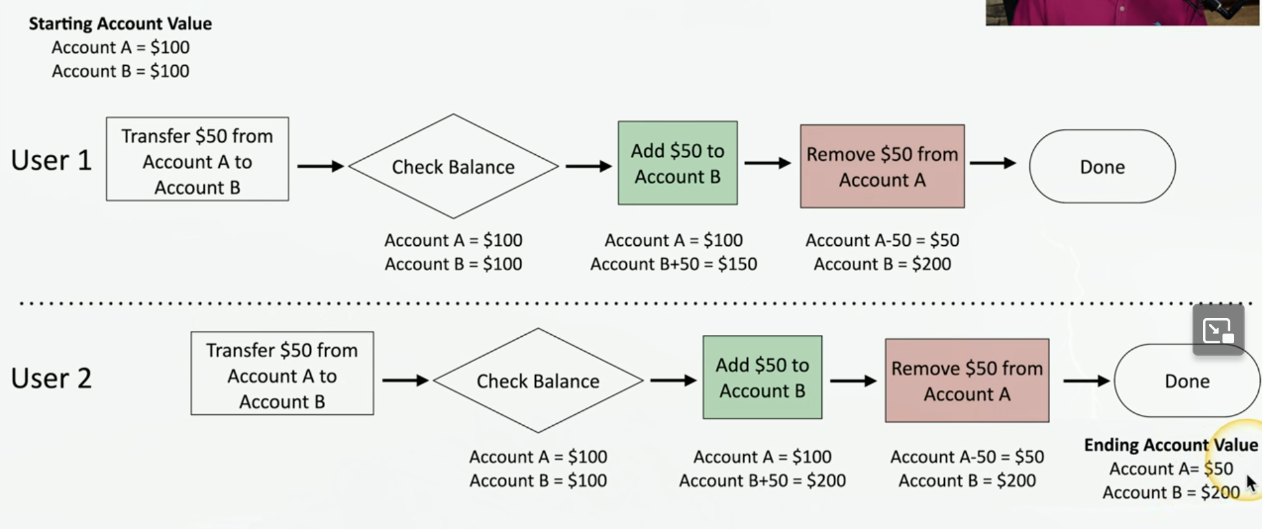 Starting Account Value
Account A = $100
Account B = $100
User 1
Transfer $50 from
Account A to
Account B
Check Balance
Add $50 to
Account B
Remove $50 from
Account A
Done
Account A = $100
Account B = $100
Account A = $100
Account B+50 = $150
Account A-50 = $50
Account B = $200
User 2
Transfer $50 from
Account A to
Account B
Check Balance
Add $50 to
Account B
Remove $50 from
Account A
Done
Account A = $100
Account B = $100
Account A = $100
Account B+50 = $200
Account A-50 = $50
Account B = $200
Ending Account Value
Account A= $50
Account B = $200